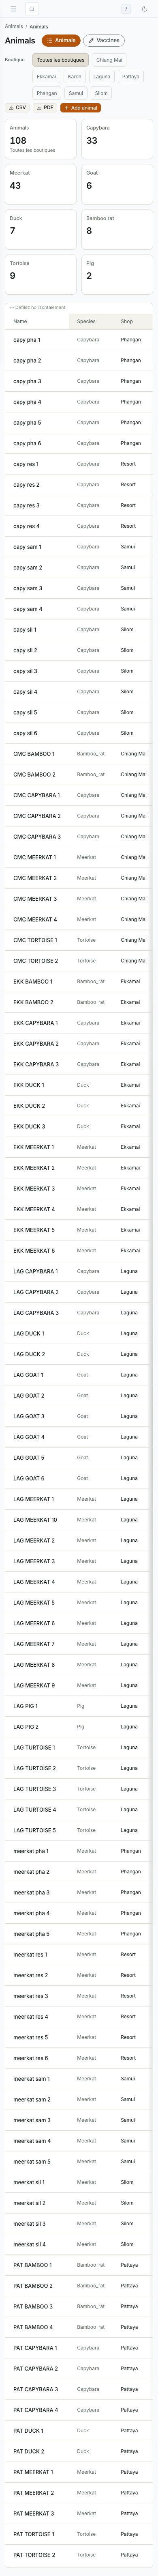 ?
Animals / Animals
Animals
Animals
Vaccines
Boutique
Toutes les boutiques
Chiang Mai
Ekkamai
Karon
Laguna
Pattaya
Phangan
Samui
Silom
CSV
PDF
+ Add animal
Animals
108
Toutes les boutiques
Capybara
33
Meerkat
43
Goat
6
Duck
7
Bamboo rat
8
Tortoise
9
Pig
2
Défilez horizontalement
Name Species Shop
capy pha 1 Capybara Phangan
capy pha 2 Capybara Phangan
capy pha 3 Capybara Phangan
capy pha 4 Capybara Phangan
capy pha 5 Capybara Phangan
capy pha 6 Capybara Phangan
capy res 1 Capybara Resort
capy res 2 Capybara Resort
capy res 3 Capybara Resort
capy res 4 Capybara Resort
capy sam 1 Capybara Samui
capy sam 2 Capybara Samui
capy sam 3 Capybara Samui
capy sam 4 Capybara Samui
capy sil 1 Capybara Silom
capy sil 2 Capybara Silom
capy sil 3 Capybara Silom
capy sil 4 Capybara Silom
capy sil 5 Capybara Silom
capy sil 6 Capybara Silom
CMC BAMBOO 1 Bamboo_rat Chiang Mai
CMC BAMBOO 2 Bamboo_rat Chiang Mai
CMC CAPYBARA 1 Capybara Chiang Mai
CMC CAPYBARA 2 Capybara Chiang Mai
CMC CAPYBARA 3 Capybara Chiang Mai
CMC MEERKAT 1 Meerkat Chiang Mai
CMC MEERKAT 2 Meerkat Chiang Mai
CMC MEERKAT 3 Meerkat Chiang Mai
CMC MEERKAT 4 Meerkat Chiang Mai
CMC TORTOISE 1 Tortoise Chiang Mai
CMC TORTOISE 2 Tortoise Chiang Mai
EKK BAMBOO 1 Bamboo_rat Ekkamai
EKK BAMBOO 2 Bamboo_rat Ekkamai
EKK CAPYBARA 1 Capybara Ekkamai
EKK CAPYBARA 2 Capybara Ekkamai
EKK CAPYBARA 3 Capybara Ekkamai
EKK DUCK 1 Duck Ekkamai
EKK DUCK 2 Duck Ekkamai
EKK DUCK 3 Duck Ekkamai
EKK MEERKAT 1 Meerkat Ekkamai
EKK MEERKAT 2 Meerkat Ekkamai
EKK MEERKAT 3 Meerkat Ekkamai
EKK MEERKAT 4 Meerkat Ekkamai
EKK MEERKAT 5 Meerkat Ekkamai
EKK MEERKAT 6 Meerkat Ekkamai
LAG CAPYBARA 1 Capybara Laguna
LAG CAPYBARA 2 Capybara Laguna
LAG CAPYBARA 3 Capybara Laguna
LAG DUCK 1 Duck Laguna
LAG DUCK 2 Duck Laguna
LAG GOAT 1 Goat Laguna
LAG GOAT 2 Goat Laguna
LAG GOAT 3 Goat Laguna
LAG GOAT 4 Goat Laguna
LAG GOAT 5 Goat Laguna
LAG GOAT 6 Goat Laguna
LAG MEERKAT 1 Meerkat Laguna
LAG MEERKAT 10 Meerkat Laguna
LAG MEERKAT 2 Meerkat Laguna
LAG MEERKAT 3 Meerkat Laguna
LAG MEERKAT 4 Meerkat Laguna
LAG MEERKAT 5 Meerkat Laguna
LAG MEERKAT 6 Meerkat Laguna
LAG MEERKAT 7 Meerkat Laguna
LAG MEERKAT 8 Meerkat Laguna
LAG MEERKAT 9 Meerkat Laguna
LAG PIG 1 Pig Laguna
LAG PIG 2 Pig Laguna
LAG TURTOISE 1 Tortoise Laguna
LAG TURTOISE 2 Tortoise Laguna
LAG TURTOISE 3 Tortoise Laguna
LAG TURTOISE 4 Tortoise Laguna
LAG TURTOISE 5 Tortoise Laguna
meerkat pha 1 Meerkat Phangan
meerkat pha 2 Meerkat Phangan
meerkat pha 3 Meerkat Phangan
meerkat pha 4 Meerkat Phangan
meerkat pha 5 Meerkat Phangan
meerkat res 1 Meerkat Resort
meerkat res 2 Meerkat Resort
meerkat res 3 Meerkat Resort
meerkat res 4 Meerkat Resort
meerkat res 5 Meerkat Resort
meerkat res 6 Meerkat Resort
meerkat sam 1 Meerkat Samui
meerkat sam 2 Meerkat Samui
meerkat sam 3 Meerkat Samui
meerkat sam 4 Meerkat Samui
meerkat sam 5 Meerkat Samui
meerkat sil 1 Meerkat Silom
meerkat sil 2 Meerkat Silom
meerkat sil 3 Meerkat Silom
meerkat sil 4 Meerkat Silom
PAT BAMBOO 1 Bamboo_rat Pattaya
PAT BAMBOO 2 Bamboo_rat Pattaya
PAT BAMBOO 3 Bamboo_rat Pattaya
PAT BAMBOO 4 Bamboo_rat Pattaya
PAT CAPYBARA 1 Capybara Pattaya
PAT CAPYBARA 2 Capybara Pattaya
PAT CAPYBARA 3 Capybara Pattaya
PAT CAPYBARA 4 Capybara Pattaya
PAT DUCK 1 Duck Pattaya
PAT DUCK 2 Duck Pattaya
PAT MEERKAT 1 Meerkat Pattaya
PAT MEERKAT 2 Meerkat Pattaya
PAT MEERKAT 3 Meerkat Pattaya
PAT TORTOISE 1 Tortoise Pattaya
PAT TORTOISE 2 Tortoise Pattaya